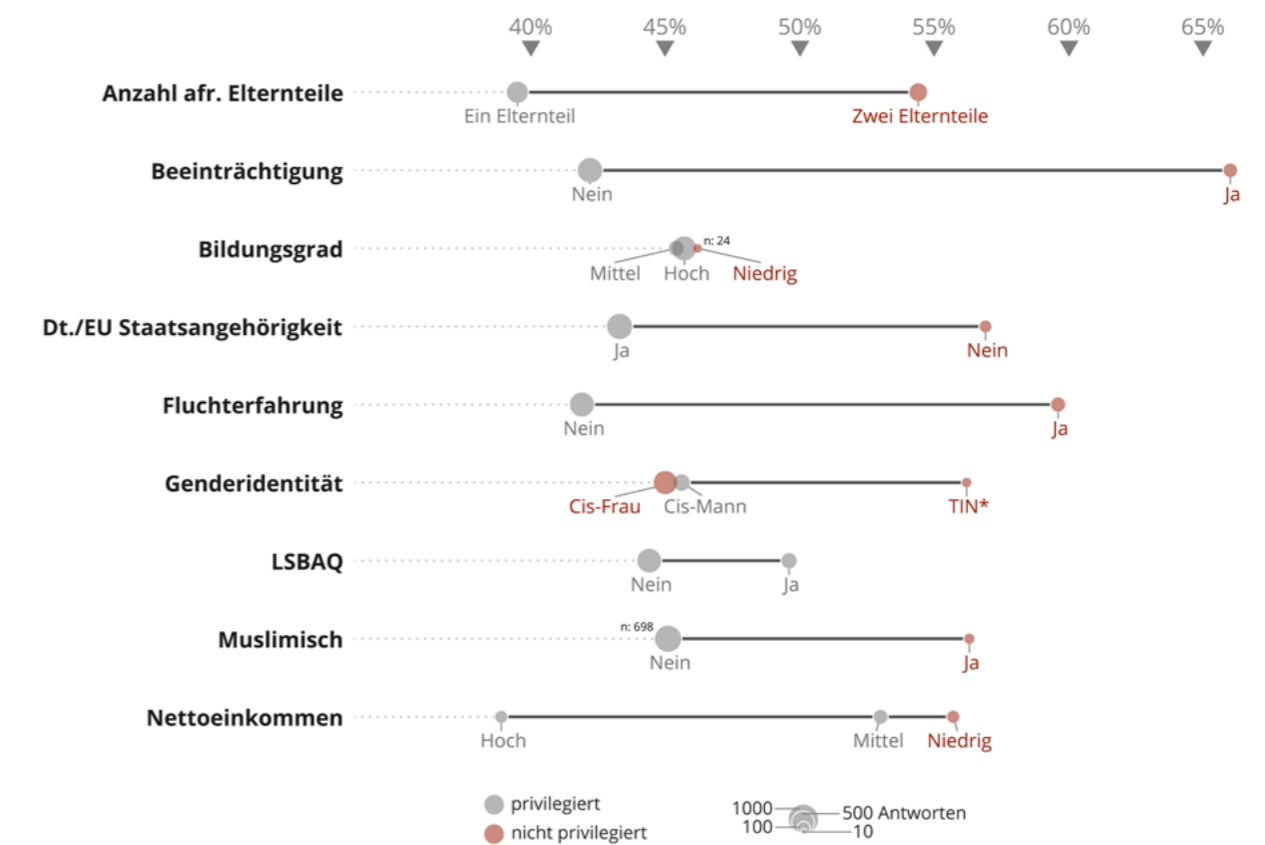 40% 45% 50% 55% 60% 65%
Anzahl afr. Elternteile
Ein Elternteil Zwei Elternteile
Beeinträchtigung
Nein Ja
Bildungsgrad n: 24
Mittel Hoch Niedrig
Dt./EU Staatsangehörigkeit
Ja Nein
Fluchterfahrung
Nein Ja
Genderidentität
Cis-Frau Cis-Mann TIN*
LSBAQ
Nein Ja
n: 698
Muslimisch
Nein Ja
Nettoeinkommen
Hoch Mittel Niedrig
privilegiert
nicht privilegiert
1000 500 Antworten
100 10